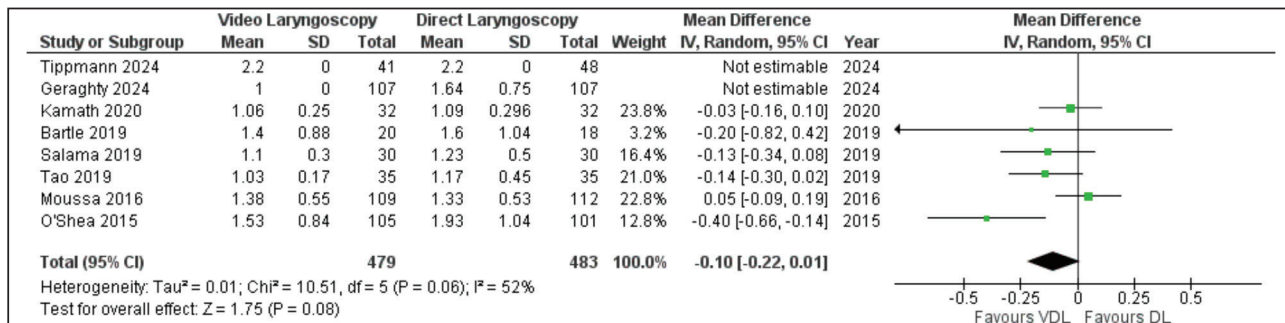 Video Laryngoscopy Direct Laryngoscopy Mean Difference Mean Difference
Study or Subgroup Mean SD Total Mean SD Total Weight IV, Random, 95% CI Year IV, Random, 95% CI
Tippmann 2024 2.2 0 41 2.2 0 48 Not estimable 2024
Geraghty 2024 1 0 107 1.64 0.75 107 Not estimable 2024
Kamath 2020 1.06 0.25 32 1.09 0.296 32 23.8% -0.03 [-0.16, 0.10] 2020
Bartle 2019 1.4 0.88 20 1.6 1.04 18 3.2% -0.20 [-0.82, 0.42] 2019
Salama 2019 1.1 0.3 30 1.23 0.5 30 16.4% -0.13 [-0.34, 0.08] 2019
Tao 2019 1.03 0.17 35 1.17 0.45 35 21.0% -0.14 [-0.30, 0.02] 2019
Moussa 2016 1.38 0.55 109 1.33 0.53 112 22.8% 0.05 [-0.09, 0.19] 2016
O'Shea 2015 1.53 0.84 105 1.93 1.04 101 12.8% -0.40 [-0.66, -0.14] 2015
Total (95% CI) 479 483 100.0% -0.10 [-0.22, 0.01]
Heterogeneity: Tau² = 0.01; Chi² = 10.51, df = 5 (P = 0.06); I² = 52%
Test for overall effect: Z = 1.75 (P = 0.08)
-0.5 -0.25 0 0.25 0.5
Favours VDL Favours DL